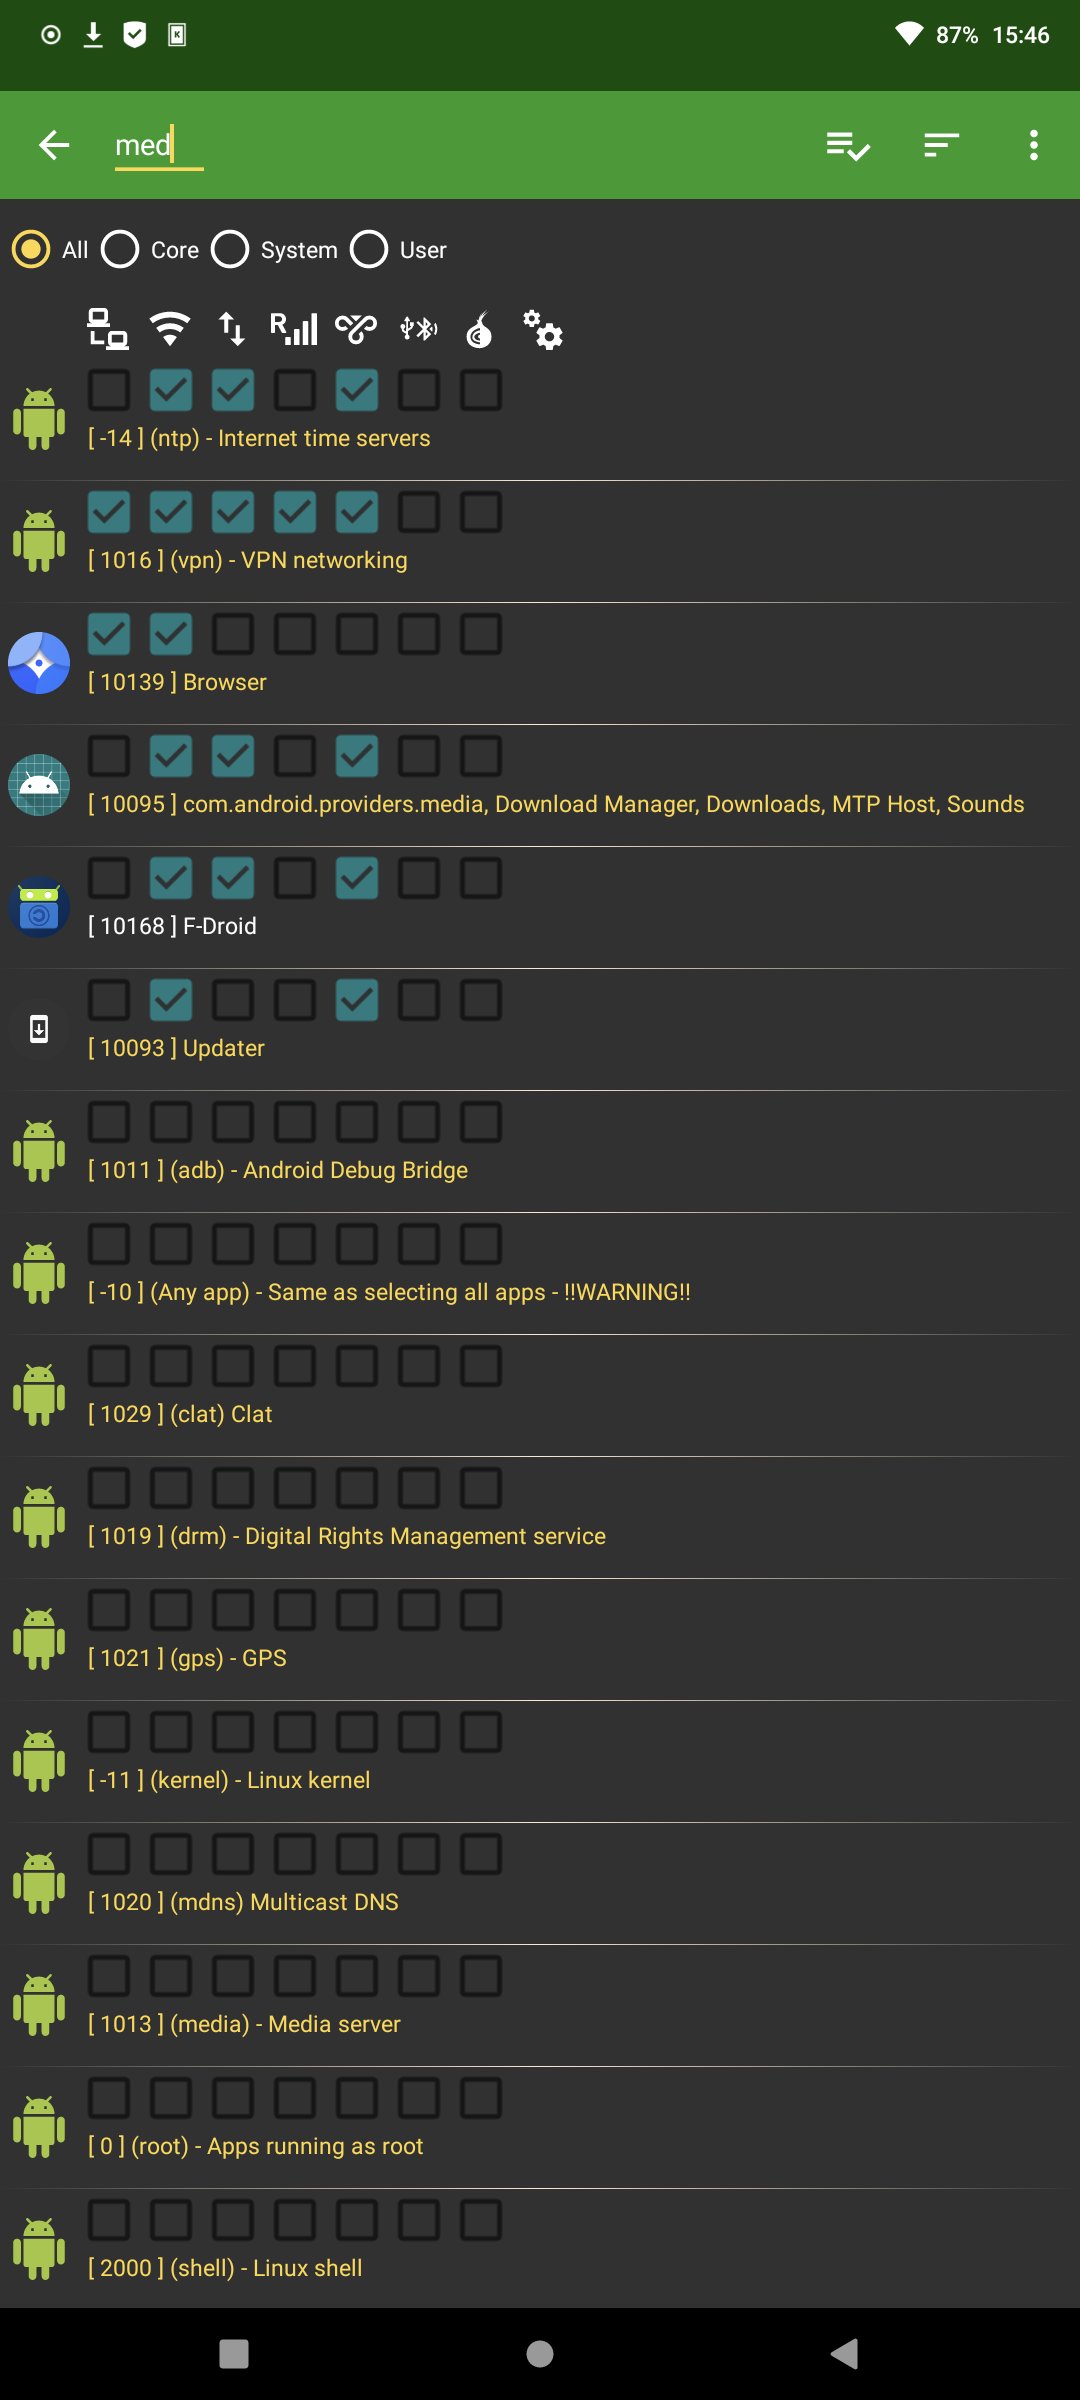 87% 15:46
med
All Core System User
R
[ -14 ] (ntp) - Internet time servers
[ 1016 ] (vpn) - VPN networking
[ 10139 ] Browser
[ 10095 ] com.android.providers.media, Download Manager, Downloads, MTP Host, Sounds
[ 10168 ] F-Droid
[ 10093 ] Updater
[ 1011 ] (adb) - Android Debug Bridge
[ -10 ] (Any app) - Same as selecting all apps - !!WARNING!!
[ 1029 ] (clat) Clat
[ 1019 ] (drm) - Digital Rights Management service
[ 1021 ] (gps) - GPS
[ -11 ] (kernel) - Linux kernel
[ 1020 ] (mdns) Multicast DNS
[ 1013 ] (media) - Media server
[ 0 ] (root) - Apps running as root
[ 2000 ] (shell) - Linux shell